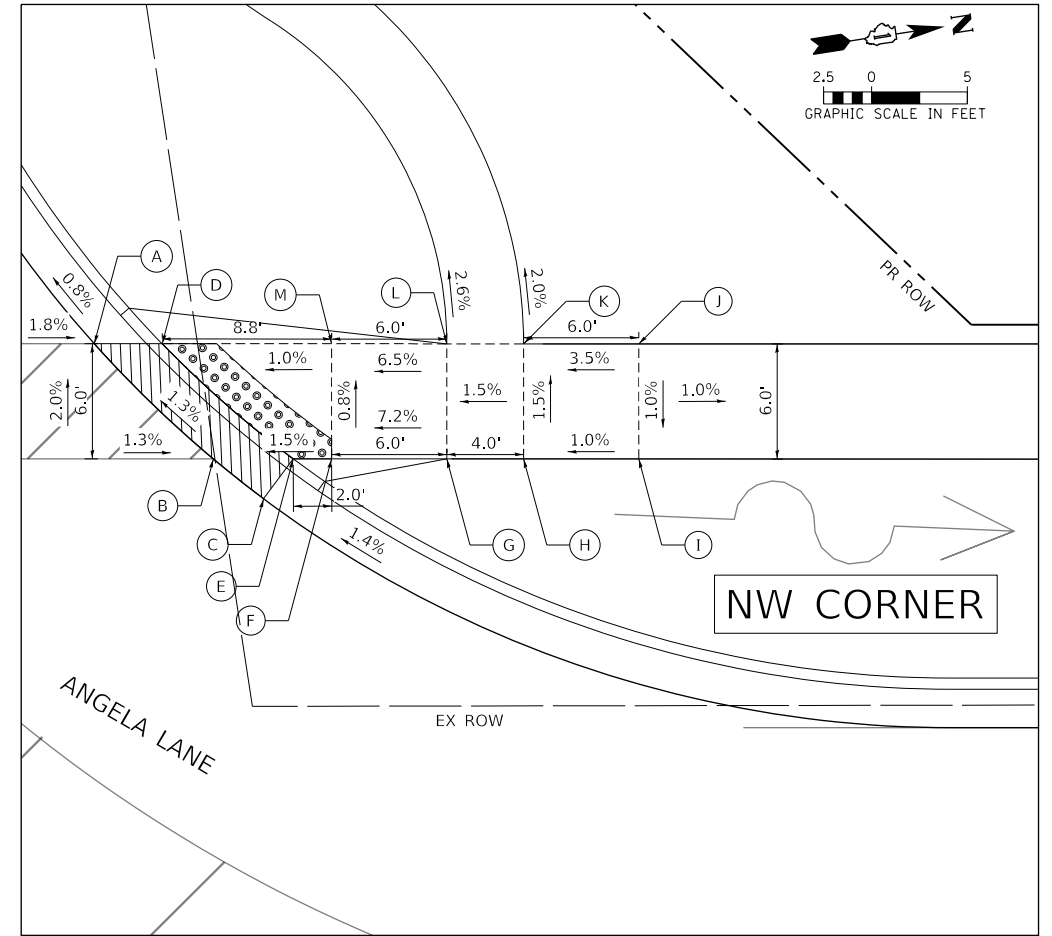 N
2.5 0 5
GRAPHIC SCALE IN FEET
PR ROW
A
D
M
L
K
J
0.8%
2.6%
2.0%
1.8%
8.8'
6.0'
6.0'
1.0%
6.5%
3.5%
2.0%
6.0'
1.3%
0.8%
1.5%
1.5%
1.0%
1.0%
6.0'
7.2%
1.3%
1.5%
6.0'
4.0'
1.0%
B
2.0'
C
G
H
I
1.4%
E
F
NW CORNER
ANGELA LANE
EX ROW